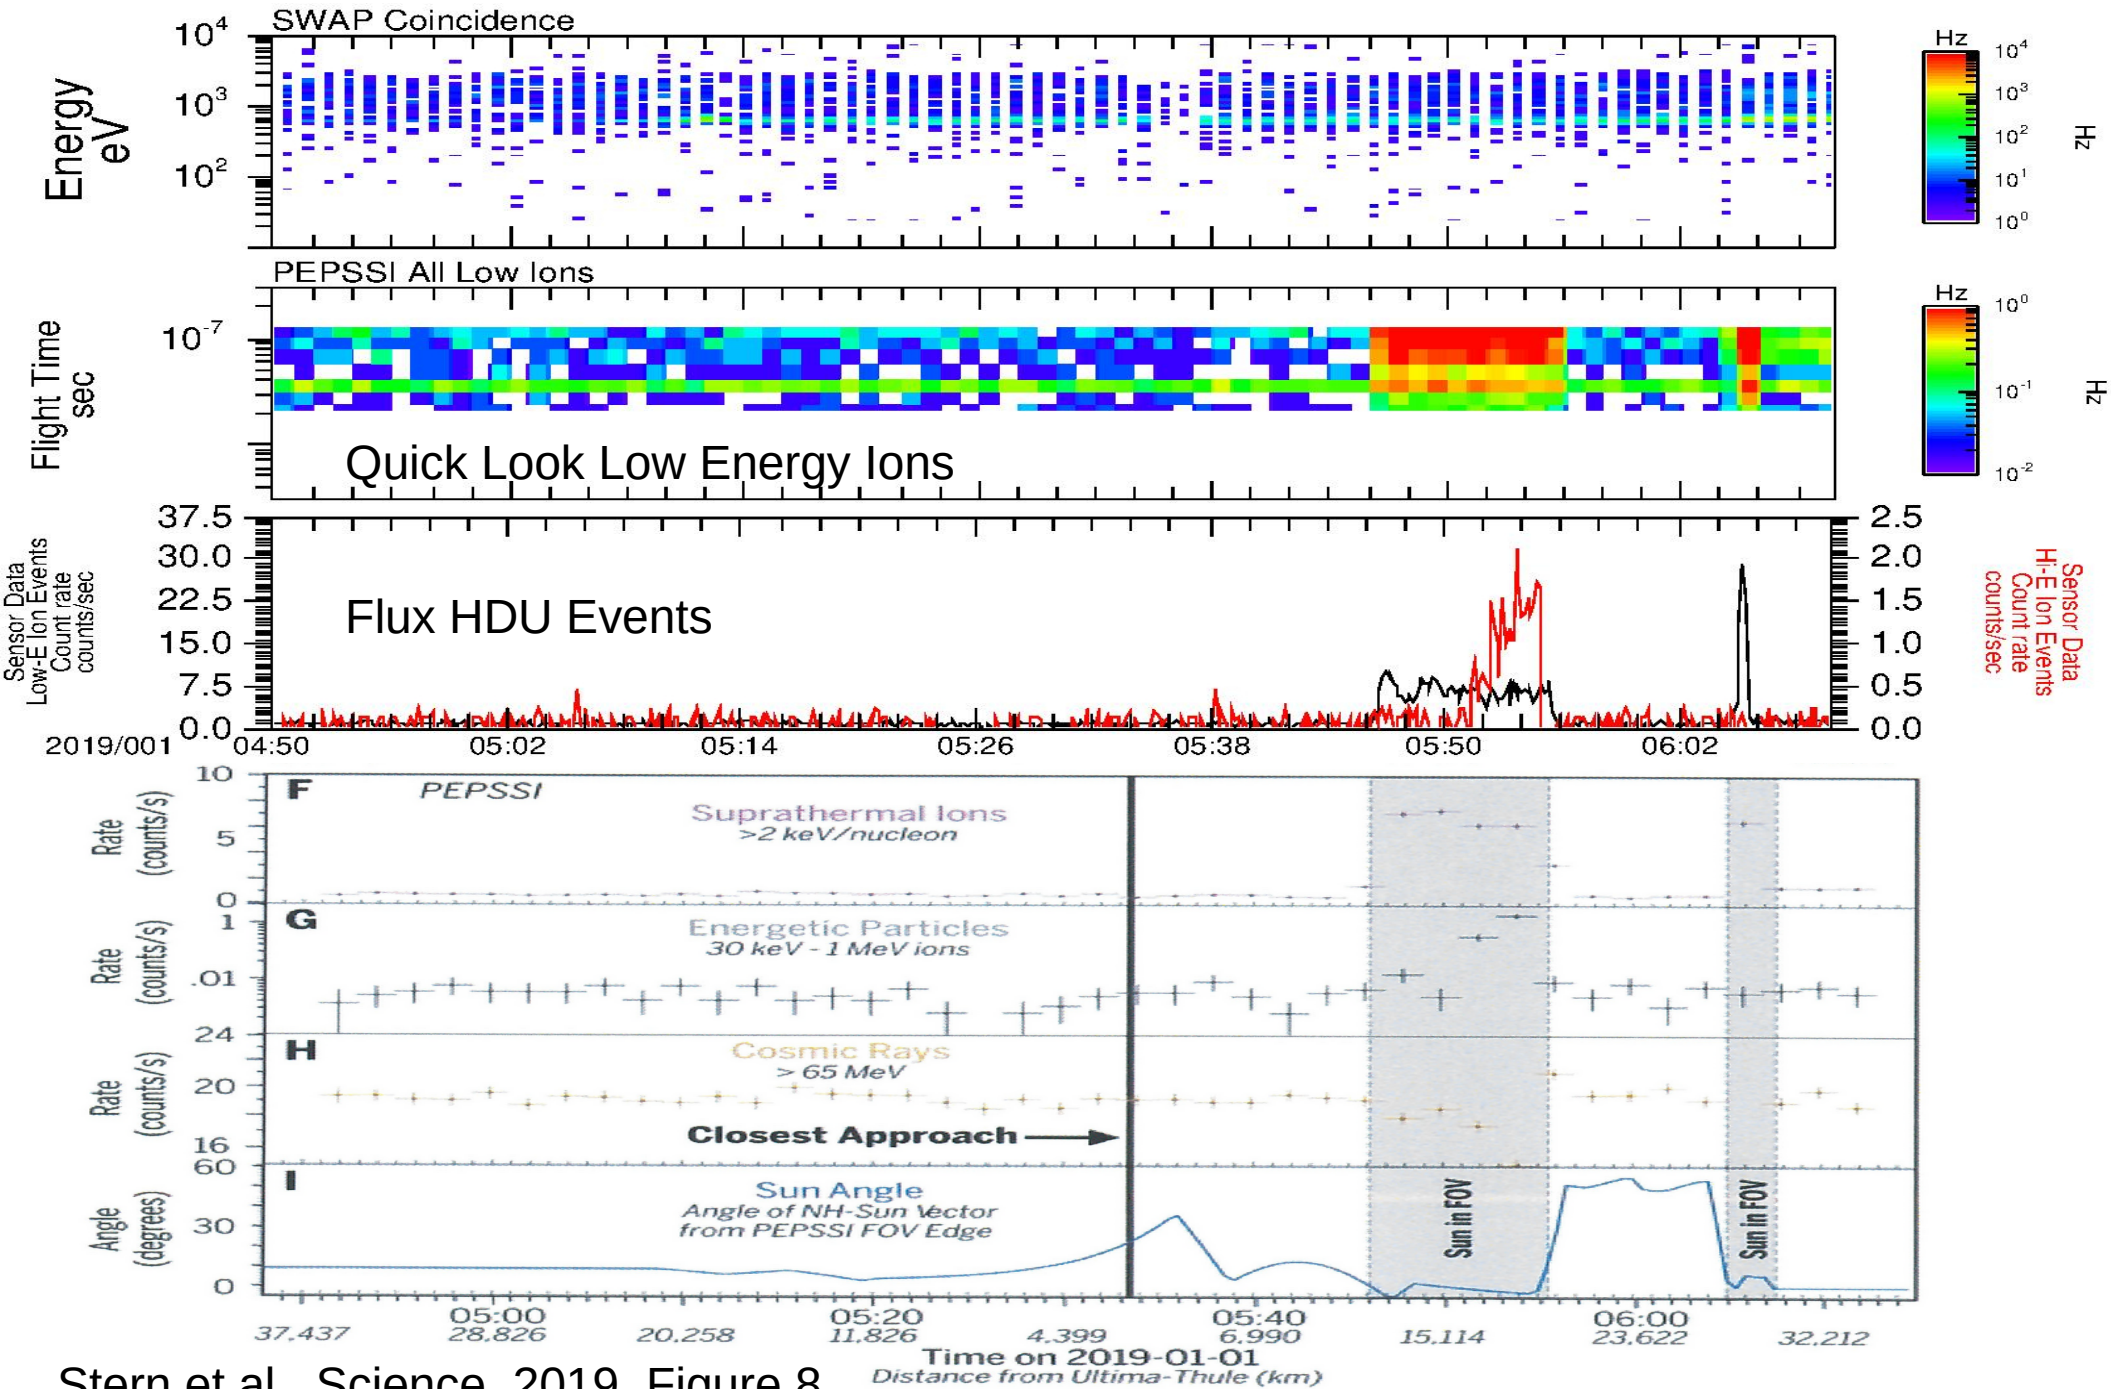 SWAP Coincidence
Energy
eV
10⁴
10³
10²
Hz
10⁴
10³
10²
10¹
10⁰
Hz
PEPSSI All Low Ions
Flight Time
sec
10⁻⁷
Quick Look Low Energy Ions
Hz
10⁰
10⁻¹
10⁻²
Hz
Sensor Data
Low-E Ion Events
Count rate
counts/sec
37.5
30.0
22.5
15.0
7.5
0.0
Flux HDU Events
2.5
2.0
1.5
1.0
0.5
0.0
Sensor Data
Hi-E Ion Events
Count rate
counts/sec
2019/001 04:50 05:02 05:14 05:26 05:38 05:50 06:02
Rate
(counts/s)
10
5
0
F PEPSSI
Suprathermal Ions
>2 keV/nucleon
Rate
(counts/s)
1
.01
G
Energetic Particles
30 keV - 1 MeV ions
Rate
(counts/s)
24
20
16
H
Cosmic Rays
> 65 MeV
Closest Approach
Angle
(degrees)
60
30
0
I
Sun Angle
Angle of NH-Sun Vector
from PEPSSI FOV Edge
Sun in FOV
Sun in FOV
05:00 05:20 05:40 06:00
37,437 28,826 20,258 11,826 4,399 6,990 15,114 23,622 32,212
Time on 2019-01-01
Distance from Ultima-Thule (km)
Stern et al., Science, 2019, Figure 8